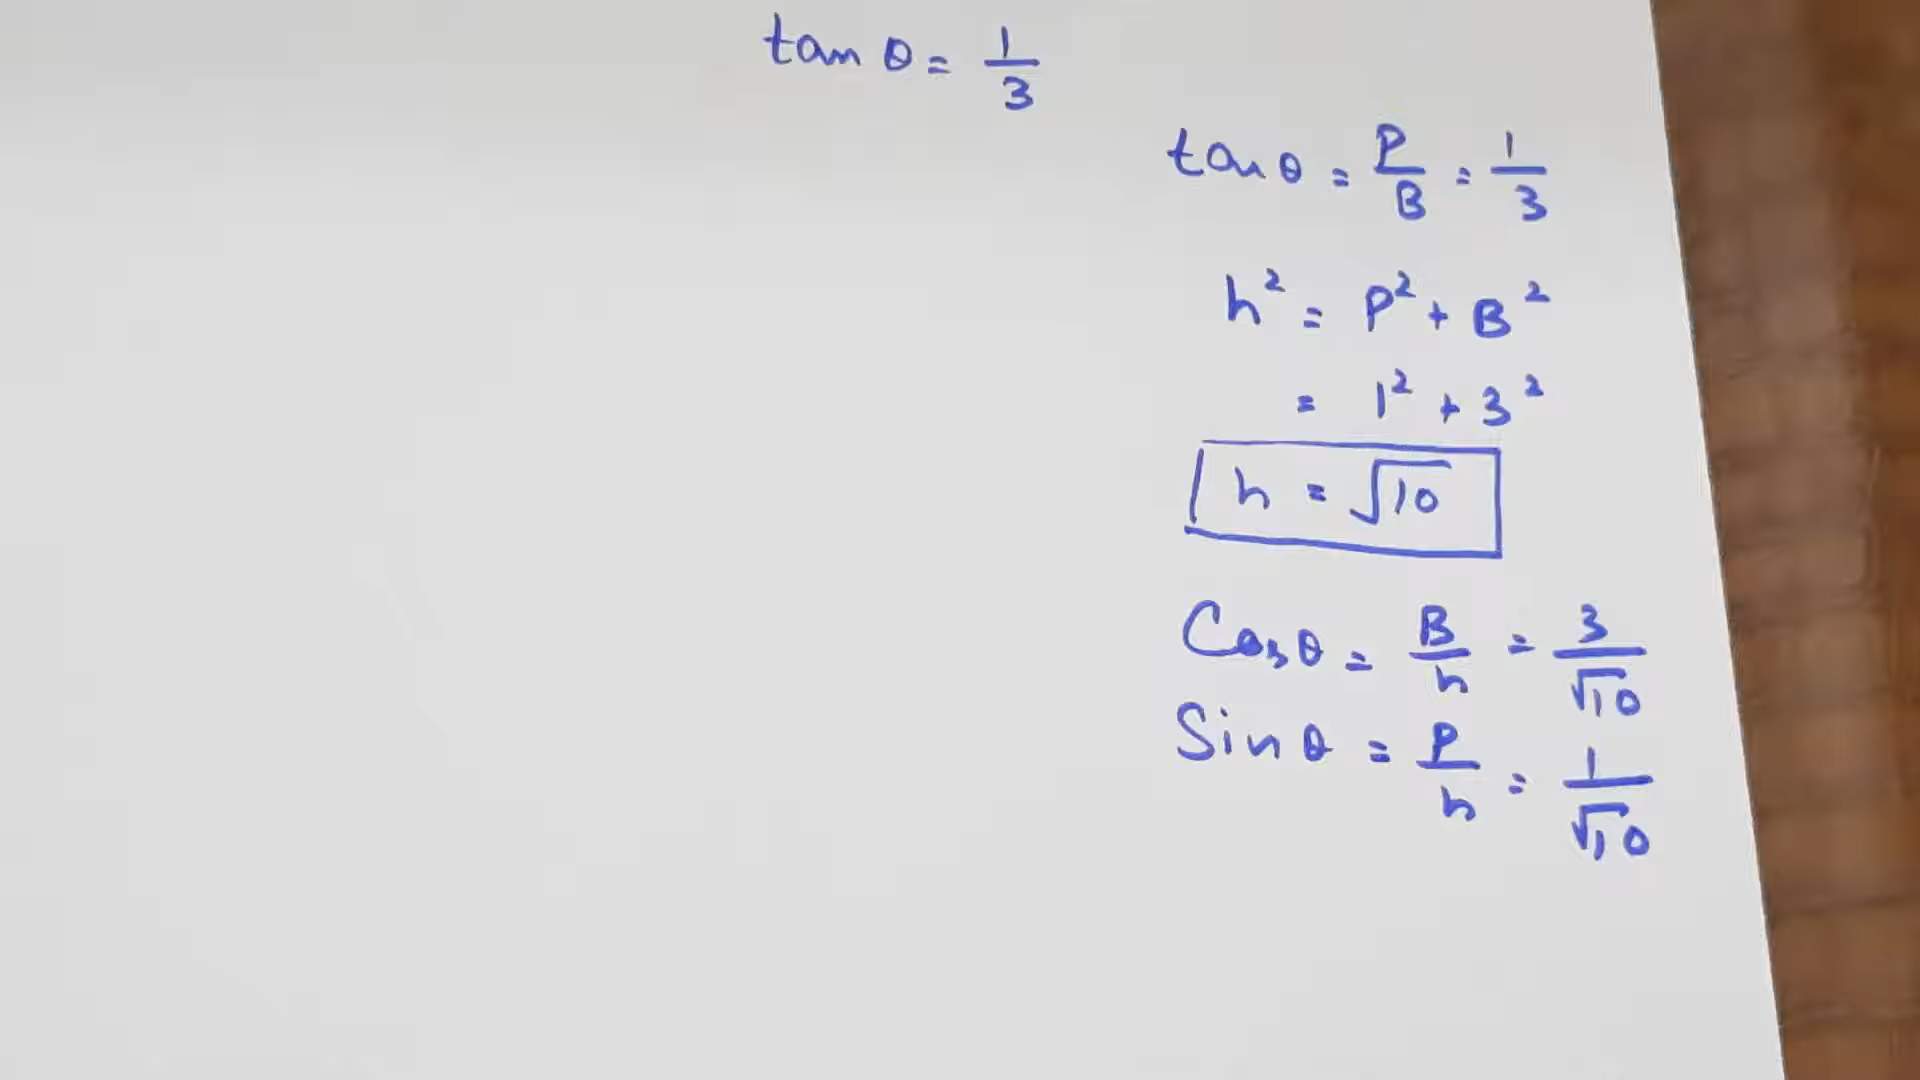 tan θ = 1/3
tan θ = P/B = 1/3
h² = P² + B²
= 1² + 3²
h = √10
Cos θ = B/h = 3/√10
Sin θ = P/h = 1/√10